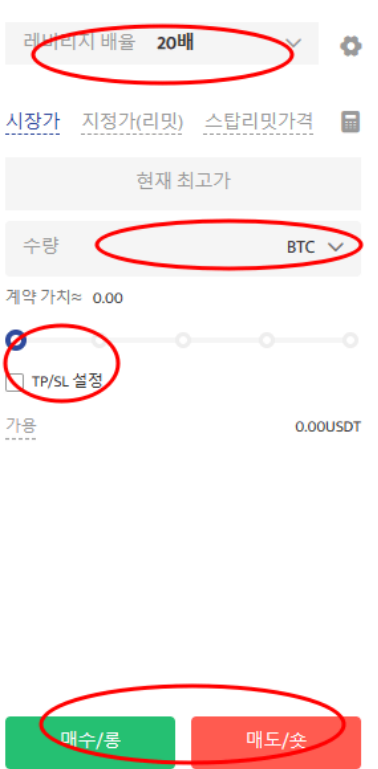 레버리지 배율 20배
시장가 지정가(리밋) 스탑리밋가격
현재 최고가
수량 BTC
계약 가치≈ 0.00
TP/SL 설정
가용 0.00USDT
매수/롱 매도/숏